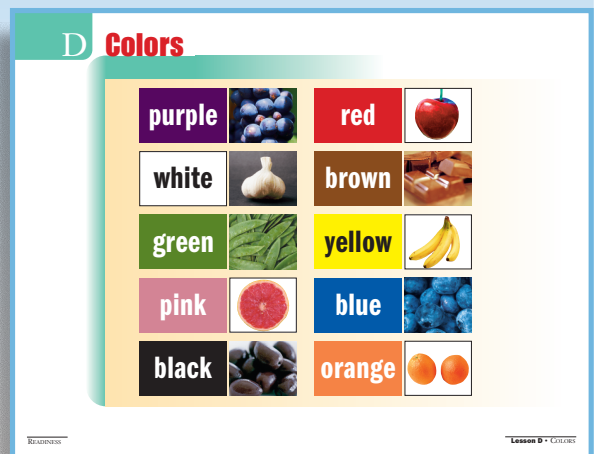 D Colors
purple
red
white
brown
green
yellow
pink
blue
black
orange
READINESS
Lesson D • COLORS